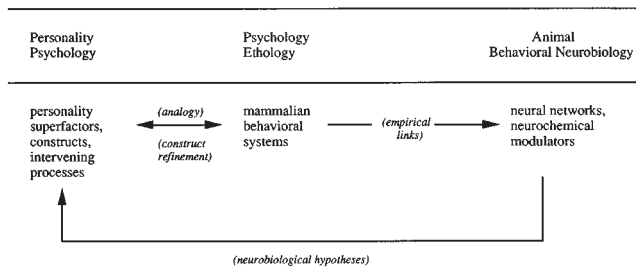 Personality
Psychology
Psychology
Ethology
Animal
Behavioral Neurobiology
personality
superfactors,
constructs,
intervening
processes
(analogy)
(construct
refinement)
mammalian
behavioral
systems
(empirical
links)
neural networks,
neurochemical
modulators
(neurobiological hypotheses)